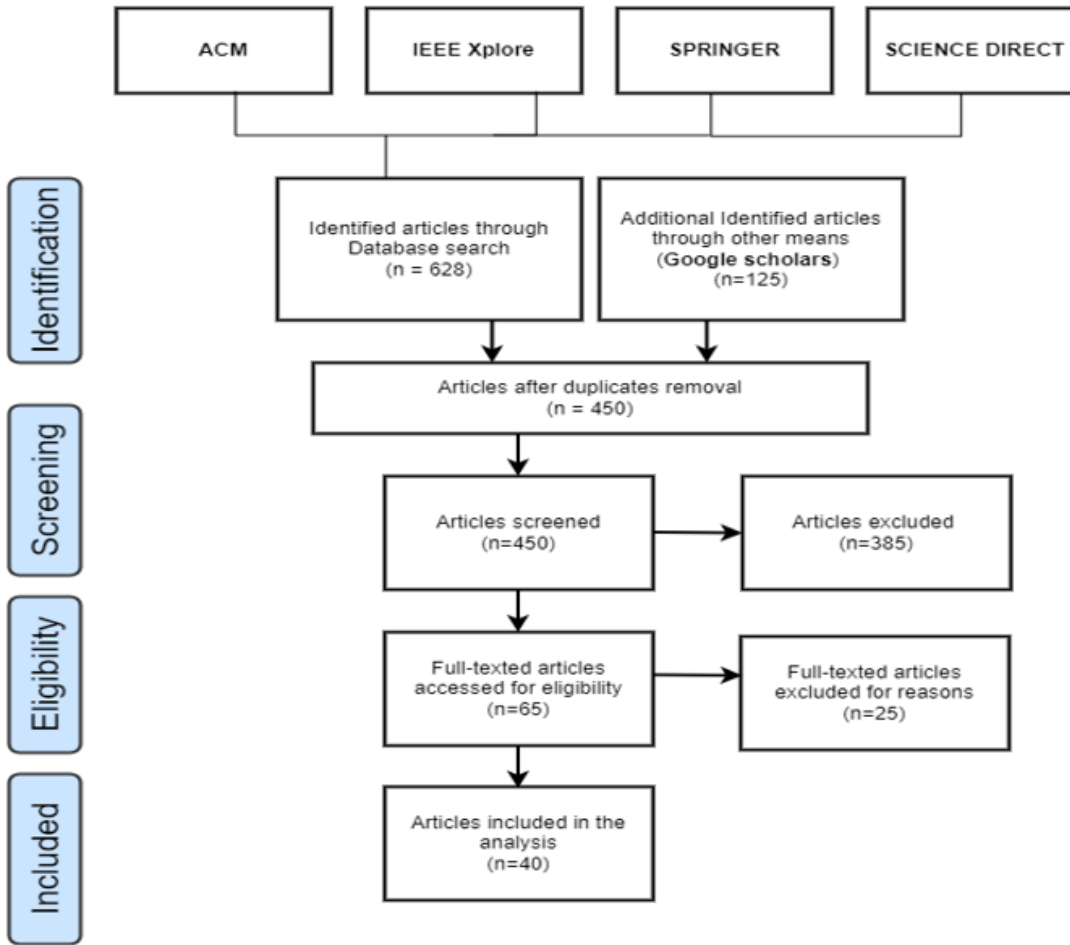 ACM
IEEE Xplore
SPRINGER
SCIENCE DIRECT
Identification
Identified articles through
Database search
(n = 628)
Additional Identified articles
through other means
(Google scholars)
(n=125)
Articles after duplicates removal
(n = 450)
Screening
Articles screened
(n=450)
Articles excluded
(n=385)
Eligibility
Full-texted articles
accessed for eligibility
(n=65)
Full-texted articles
excluded for reasons
(n=25)
Included
Articles included in the
analysis
(n=40)